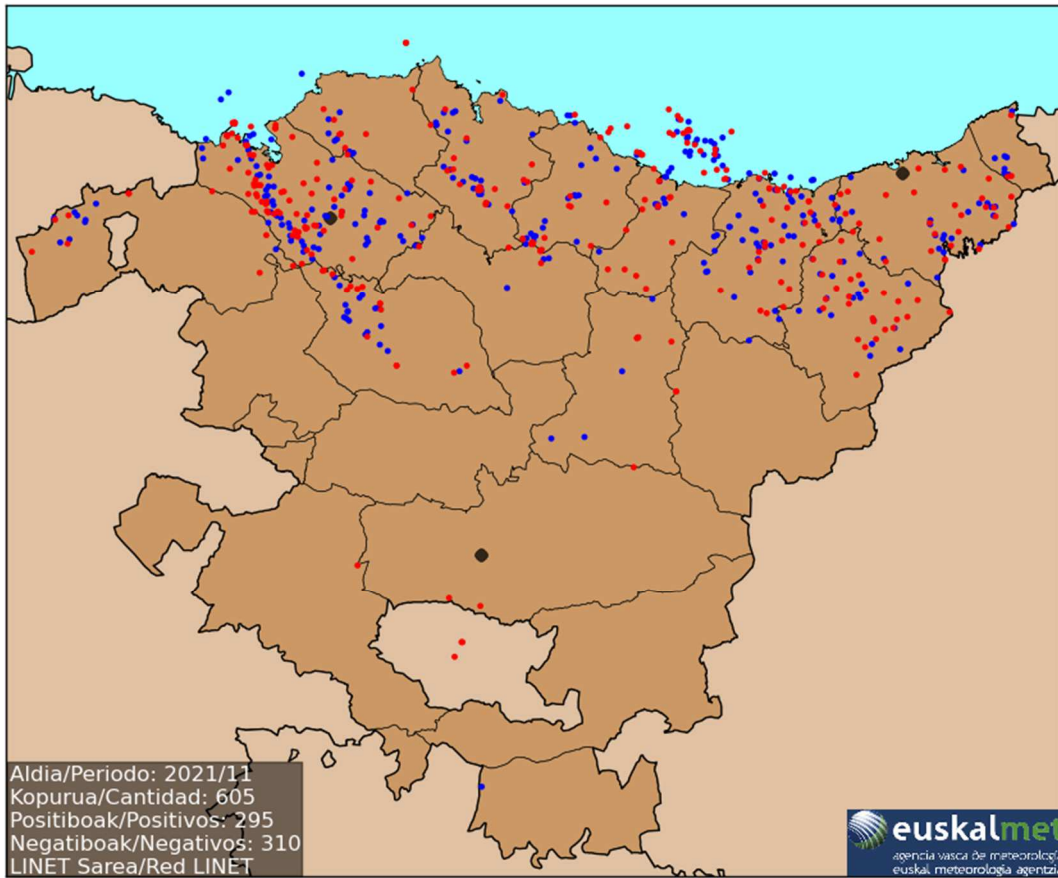 Aldia/Periodo: 2021/11
Kopurua/Cantidad: 605
Positiboak/Positivos: 295
Negatiboak/Negativos: 310
LINET Sarea/Red LINET
euskalmet
agencia vasca de meteorología
euskal meteorologia agentzia